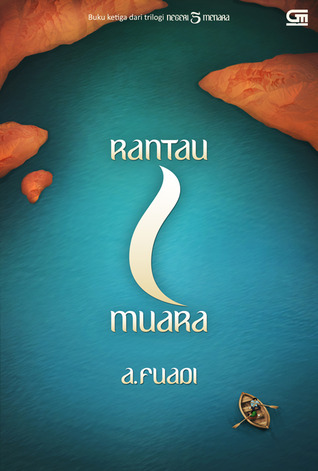 Buku ketiga dari trilogi NEGERI 5 MENARA
GM
RANTAU
1
MUARA
A.FUADI